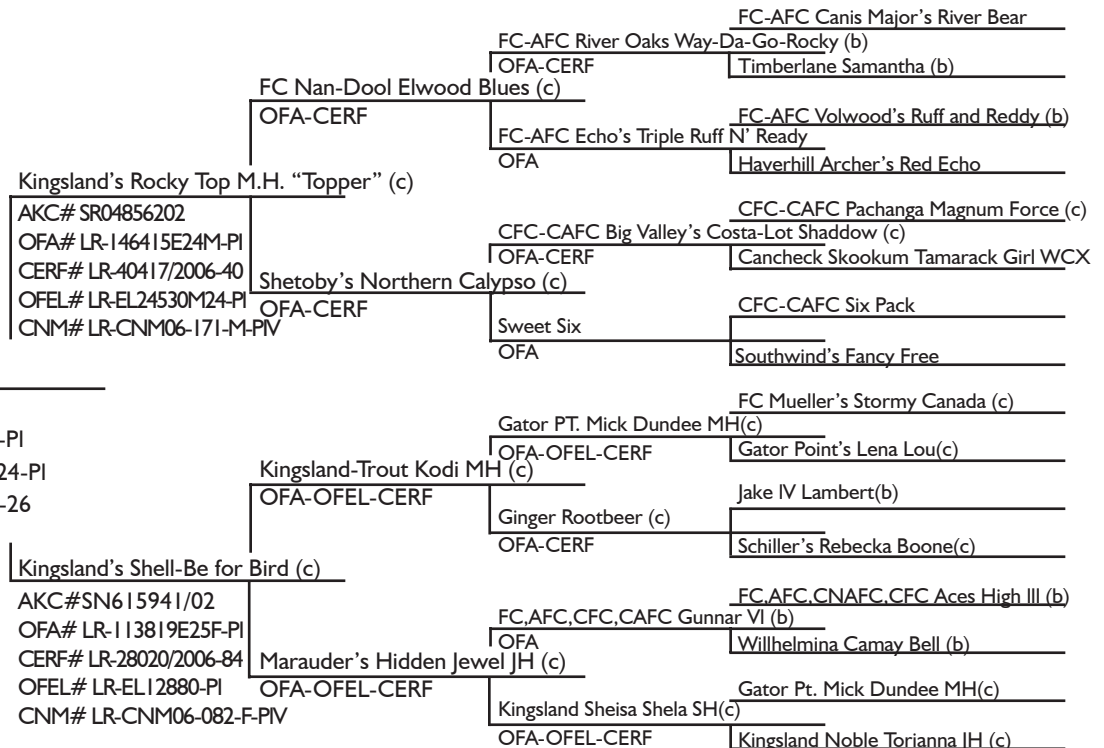 FC-AFC Canis Major's River Bear
FC-AFC River Oaks Way-Da-Go-Rocky (b)
OFA-CERF
Timberlane Samantha (b)
FC Nan-Dool Elwood Blues (c)
OFA-CERF
FC-AFC Volwood's Ruff and Reddy (b)
FC-AFC Echo's Triple Ruff N' Ready
OFA
Haverhill Archer's Red Echo
Kingsland's Rocky Top M.H. “Topper” (c)
AKC# SR04856202
OFA# LR-146415E24M-PI
CERF# LR-40417/2006-40
OFEL# LR-EL24530M24-PI
CNM# LR-CNM06-171-M-PIV
CFC-CAFC Pachanga Magnum Force (c)
CFC-CAFC Big Valley's Costa-Lot Shaddow (c)
OFA-CERF
Cancheck Skookum Tamarack Girl WCX
Shetoby's Northern Calypso (c)
OFA-CERF
CFC-CAFC Six Pack
Sweet Six
OFA
Southwind's Fancy Free
-PI
24-PI
-26
FC Mueller's Stormy Canada (c)
Gator PT. Mick Dundee MH(c)
OFA-OFEL-CERF
Gator Point's Lena Lou(c)
Kingsland-Trout Kodi MH (c)
OFA-OFEL-CERF
Jake IV Lambert(b)
Ginger Rootbeer (c)
OFA-CERF
Schiller's Rebecka Boone(c)
Kingsland's Shell-Be for Bird (c)
AKC#SN615941/02
OFA# LR-113819E25F-PI
CERF# LR-28020/2006-84
OFEL# LR-EL12880-PI
CNM# LR-CNM06-082-F-PIV
FC,AFC,CNAFC,CFC Aces High III (b)
FC,AFC,CFC,CAFC Gunnar VI (b)
OFA
Willhelmina Camay Bell (b)
Marauder's Hidden Jewel JH (c)
OFA-OFEL-CERF
Gator Pt. Mick Dundee MH(c)
Kingsland Sheisa Shela SH(c)
OFA-OFEL-CERF
Kingsland Noble Torianna JH (c)